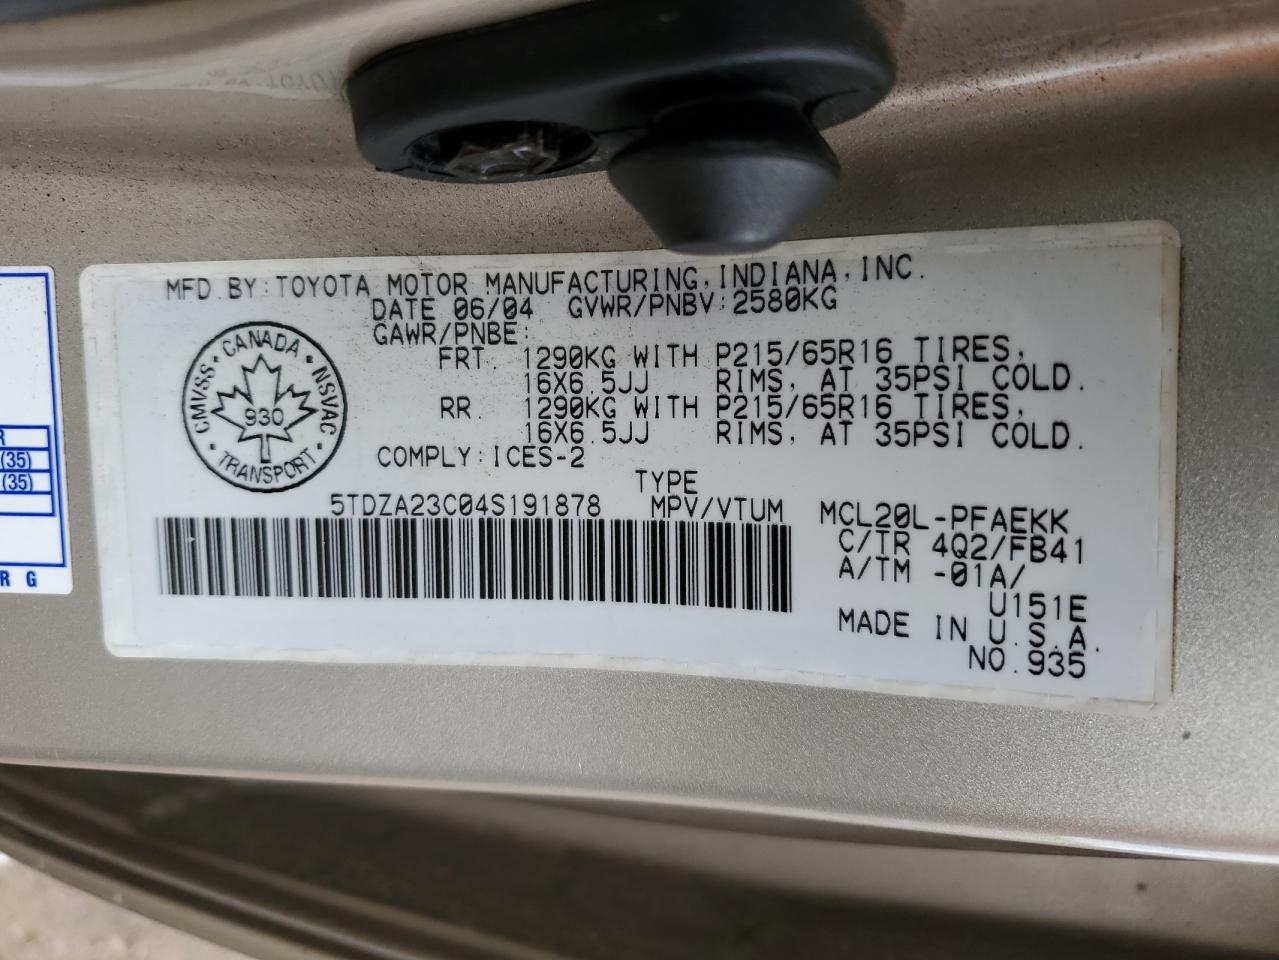 MFD.BY:TOYOTA MOTOR MANUFACTURING,INDIANA,INC.
DATE 06/04 GVWR/PNBV:2580KG
GAWR/PNBE:
FRT. 1290KG WITH P215/65R16 TIRES,
16X6.5JJ RIMS, AT 35PSI COLD.
RR. 1290KG WITH P215/65R16 TIRES,
16X6.5JJ RIMS, AT 35PSI COLD.
COMPLY:ICES-2
CANADA
CMVSS · NSVAC
930
TRANSPORT
TYPE
5TDZA23C04S191878 MPV/VTUM
MCL20L-PFAEKK
C/TR 4Q2/FB41
A/TM -01A/
U151E
MADE IN U.S.A.
NO.935
R
(35)
(35)
R G